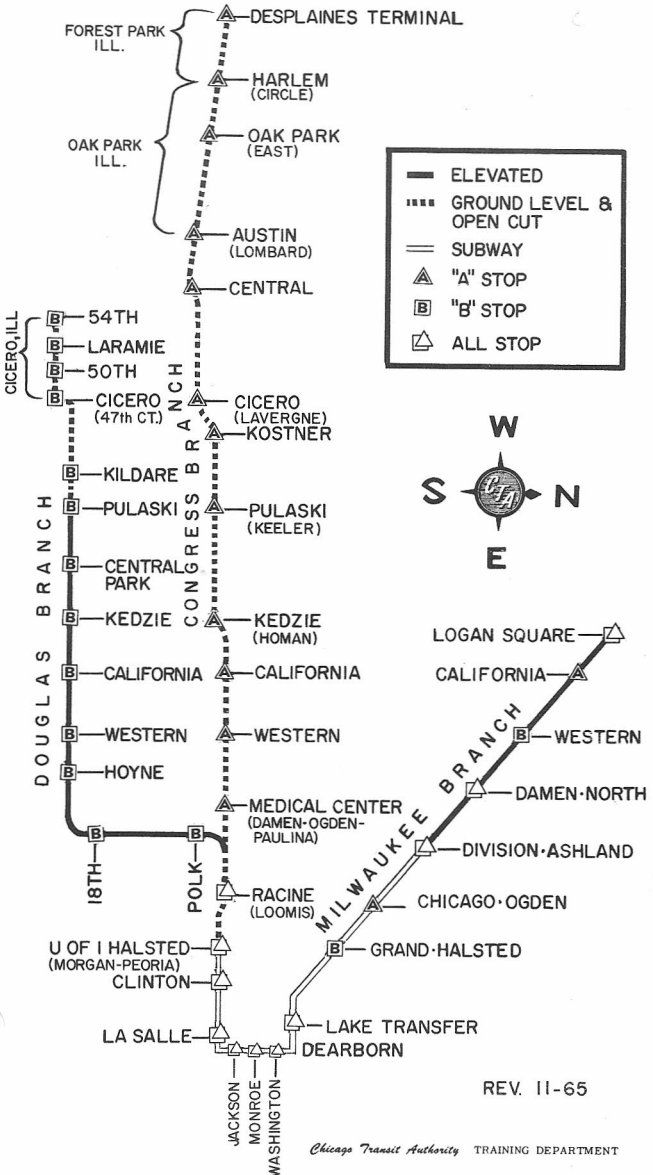 DESPLAINES TERMINAL
FOREST PARK
ILL.
HARLEM
(CIRCLE)
OAK PARK
(EAST)
OAK PARK
ILL.
AUSTIN
(LOMBARD)
CENTRAL
ELEVATED
GROUND LEVEL &
OPEN CUT
SUBWAY
A "A" STOP
B "B" STOP
ALL STOP
CICERO, ILL
B 54TH
B LARAMIE
B 50TH
B CICERO
(47th CT.)
B KILDARE
B PULASKI
B CENTRAL
PARK
B KEDZIE
B CALIFORNIA
B WESTERN
B HOYNE
B 18TH
B POLK
DOUGLAS BRANCH
CONGRESS BRANCH
A CICERO
(LAVERGNE)
A KOSTNER
A PULASKI
(KEELER)
A KEDZIE
(HOMAN)
A CALIFORNIA
A WESTERN
A MEDICAL CENTER
(DAMEN-OGDEN-
PAULINA)
RACINE
(LOOMIS)
U OF I HALSTED
(MORGAN-PEORIA)
CLINTON
LA SALLE
JACKSON
MONROE
WASHINGTON
DEARBORN
LAKE TRANSFER
B GRAND·HALSTED
A CHICAGO·OGDEN
DIVISION·ASHLAND
DAMEN·NORTH
B WESTERN
CALIFORNIA A
LOGAN SQUARE
MILWAUKEE BRANCH
W
S CTA N
E
REV. 11-65
Chicago Transit Authority TRAINING DEPARTMENT